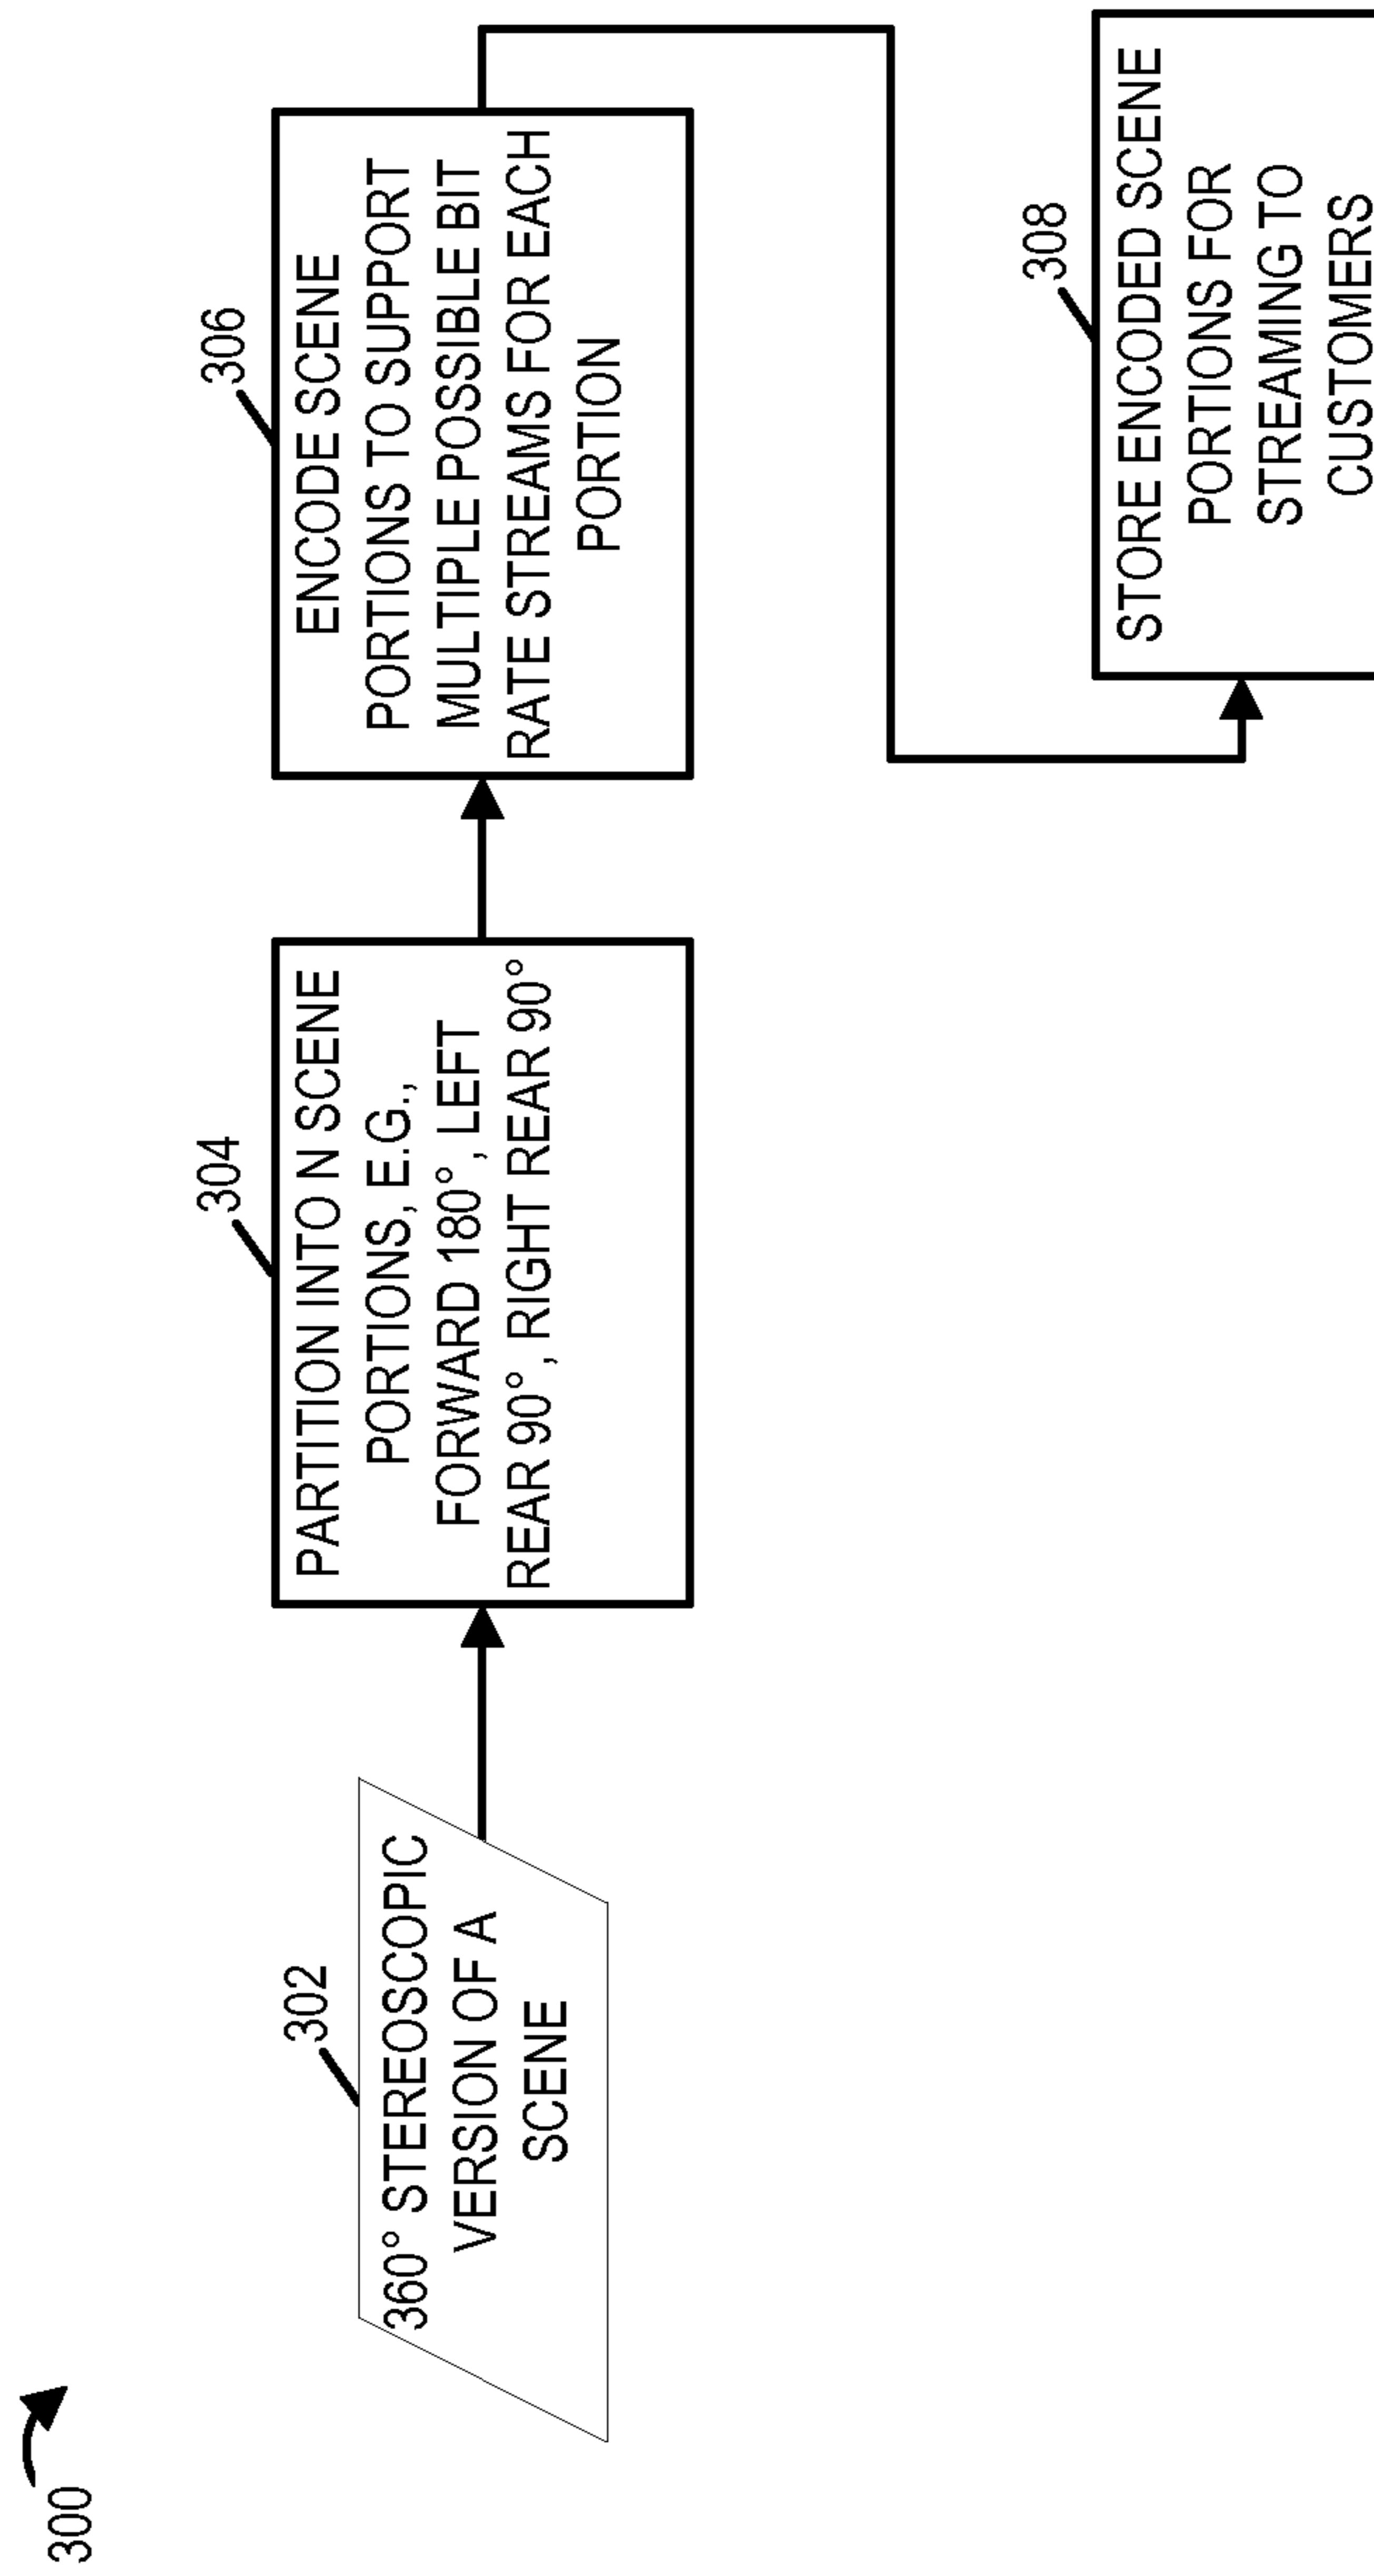 300
302
360° STEREOSCOPIC
VERSION OF A
SCENE
304
PARTITION INTO N SCENE
PORTIONS, E.G.,
FORWARD 180°, LEFT
REAR 90°, RIGHT REAR 90°
306
ENCODE SCENE
PORTIONS TO SUPPORT
MULTIPLE POSSIBLE BIT
RATE STREAMS FOR EACH
PORTION
308
STORE ENCODED SCENE
PORTIONS FOR
STREAMING TO
CUSTOMERS